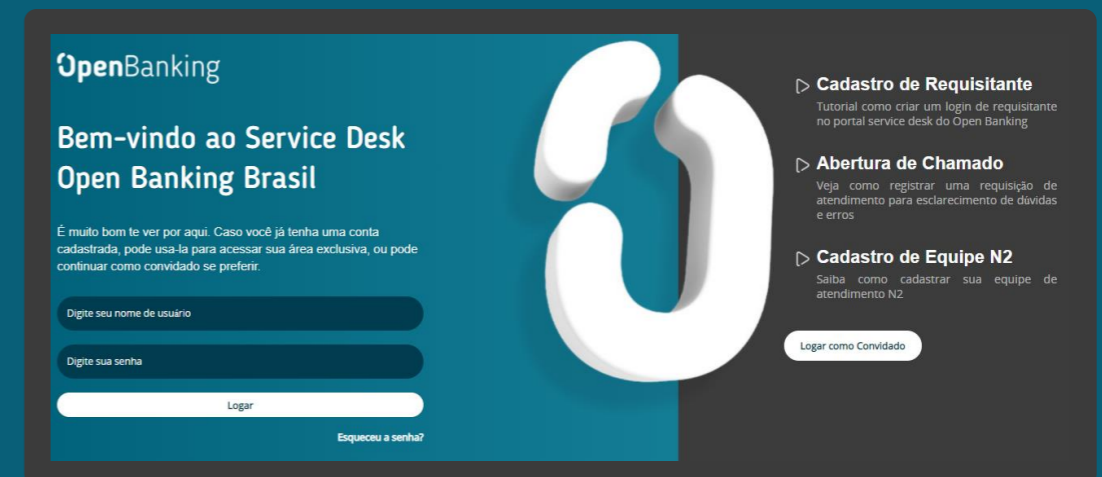 OpenBanking
Bem-vindo ao Service Desk
Open Banking Brasil
É muito bom te ver por aqui. Caso você já tenha uma conta
cadastrada, pode usa-la para acessar sua área exclusiva, ou pode
continuar como convidado se preferir.
Digite seu nome de usuário
Digite sua senha
Logar
Esqueceu a senha?
Cadastro de Requisitante
Tutorial como criar um login de requisitante
no portal service desk do Open Banking
Abertura de Chamado
Veja como registrar uma requisição de
atendimento para esclarecimento de dúvidas
e erros
Cadastro de Equipe N2
Saiba como cadastrar sua equipe de
atendimento N2
Logar como Convidado